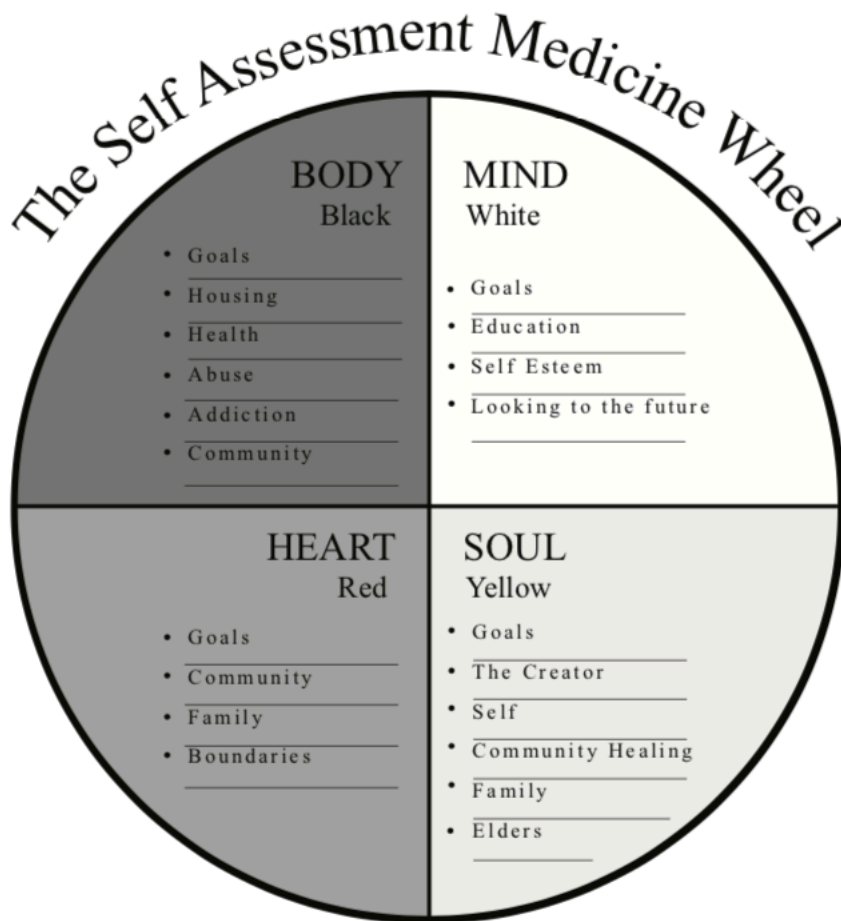 The Self Assessment Medicine Wheel
BODY
Black
• Goals
• Housing
• Health
• Abuse
• Addiction
• Community
MIND
White
• Goals
• Education
• Self Esteem
• Looking to the future
HEART
Red
• Goals
• Community
• Family
• Boundaries
SOUL
Yellow
• Goals
• The Creator
• Self
• Community Healing
• Family
• Elders